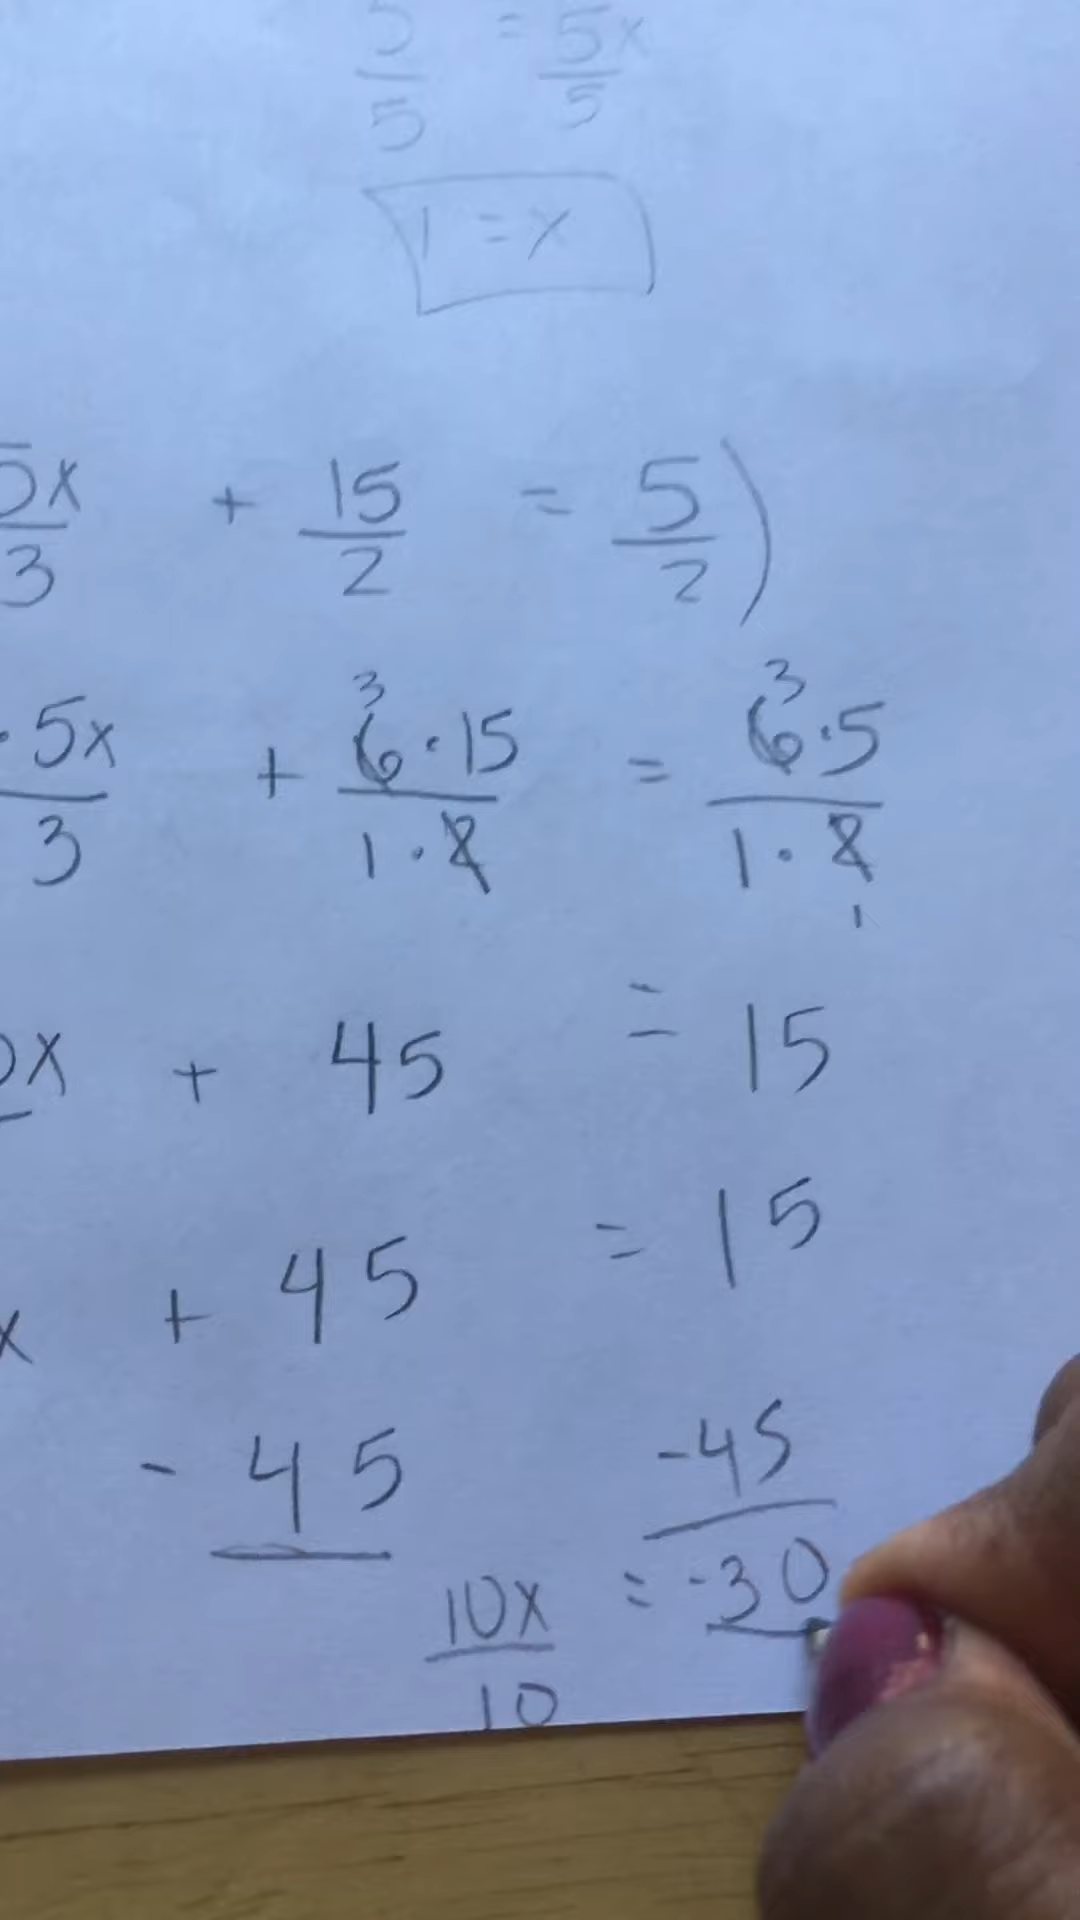 5/5 = 5x/5
1 = x
5x/3 + 15/2 = 5/2)
· 5x/3 + 3 6·15/1·2 = 3 6·5/1·2 1
x + 45 = 15
x + 45 = 15
- 45 -45
10x/10 = -30